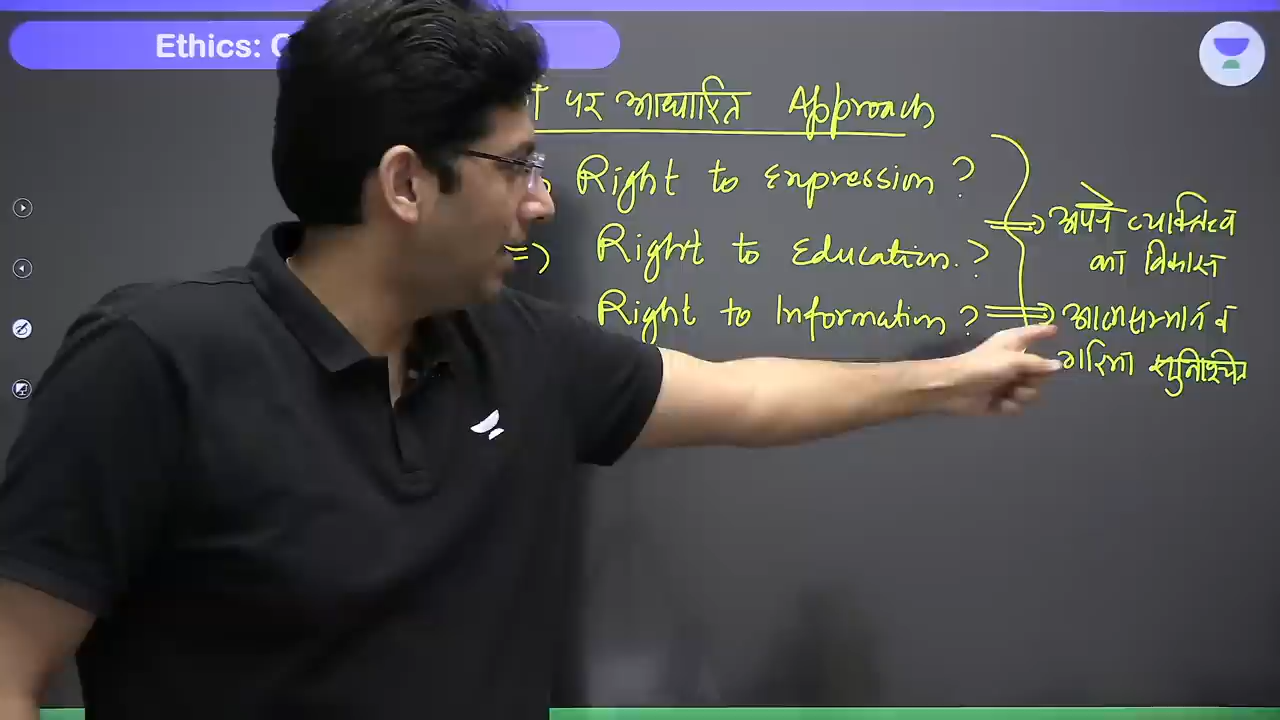 Ethics:
पर आधारित Approach
Right to Expression?
=> Right to Education.?
Right to Information?
=> अपने व्यक्तित्व
का विकास
=> आत्मसम्मान व
गरिमा सुनिश्चित